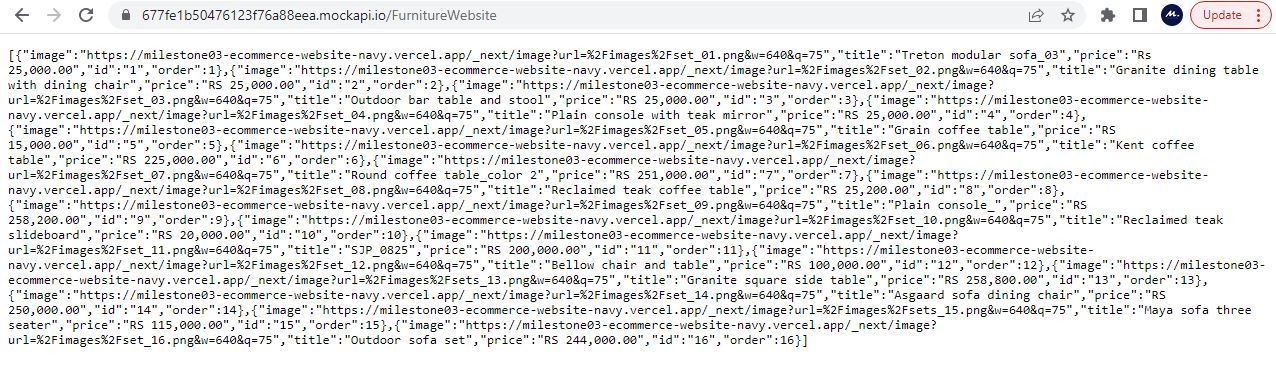 677fe1b50476123f76a88eea.mockapi.io/FurnitureWebsite
Update
[{"image":"https://milestone03-ecommerce-website-navy.vercel.app/_next/image?url=%2Fimages%2Fset_01.png&w=640&q=75","title":"Treton modular sofa_03","price":"Rs
25,000.00","id":"1","order":1},{"image":"https://milestone03-ecommerce-website-navy.vercel.app/_next/image?url=%2Fimages%2Fset_02.png&w=640&q=75","title":"Granite dining table
with dining chair","price":"RS 25,000.00","id":"2","order":2},{"image":"https://milestone03-ecommerce-website-navy.vercel.app/_next/image?
url=%2Fimages%2Fset_03.png&w=640&q=75","title":"Outdoor bar table and stool","price":"RS 25,000.00","id":"3","order":3},{"image":"https://milestone03-ecommerce-website-
navy.vercel.app/_next/image?url=%2Fimages%2Fset_04.png&w=640&q=75","title":"Plain console with teak mirror","price":"RS 25,000.00","id":"4","order":4},
{"image":"https://milestone03-ecommerce-website-navy.vercel.app/_next/image?url=%2Fimages%2Fset_05.png&w=640&q=75","title":"Grain coffee table","price":"RS
15,000.00","id":"5","order":5},{"image":"https://milestone03-ecommerce-website-navy.vercel.app/_next/image?url=%2Fimages%2Fset_06.png&w=640&q=75","title":"Kent coffee
table","price":"RS 225,000.00","id":"6","order":6},{"image":"https://milestone03-ecommerce-website-navy.vercel.app/_next/image?
url=%2Fimages%2Fset_07.png&w=640&q=75","title":"Round coffee table_color 2","price":"RS 251,000.00","id":"7","order":7},{"image":"https://milestone03-ecommerce-website-
navy.vercel.app/_next/image?url=%2Fimages%2Fset_08.png&w=640&q=75","title":"Reclaimed teak coffee table","price":"RS 25,200.00","id":"8","order":8},
{"image":"https://milestone03-ecommerce-website-navy.vercel.app/_next/image?url=%2Fimages%2Fset_09.png&w=640&q=75","title":"Plain console_","price":"RS
258,200.00","id":"9","order":9},{"image":"https://milestone03-ecommerce-website-navy.vercel.app/_next/image?url=%2Fimages%2Fset_10.png&w=640&q=75","title":"Reclaimed teak
slideboard","price":"RS 20,000.00","id":"10","order":10},{"image":"https://milestone03-ecommerce-website-navy.vercel.app/_next/image?
url=%2Fimages%2Fset_11.png&w=640&q=75","title":"SJP_0825","price":"RS 200,000.00","id":"11","order":11},{"image":"https://milestone03-ecommerce-website-
navy.vercel.app/_next/image?url=%2Fimages%2Fset_12.png&w=640&q=75","title":"Bellow chair and table","price":"RS 100,000.00","id":"12","order":12},{"image":"https://milestone03-
ecommerce-website-navy.vercel.app/_next/image?url=%2Fimages%2Fsets_13.png&w=640&q=75","title":"Granite square side table","price":"RS 258,800.00","id":"13","order":13},
{"image":"https://milestone03-ecommerce-website-navy.vercel.app/_next/image?url=%2Fimages%2Fset_14.png&w=640&q=75","title":"Asgaard sofa dining chair","price":"RS
250,000.00","id":"14","order":14},{"image":"https://milestone03-ecommerce-website-navy.vercel.app/_next/image?url=%2Fimages%2Fsets_15.png&w=640&q=75","title":"Maya sofa three
seater","price":"RS 115,000.00","id":"15","order":15},{"image":"https://milestone03-ecommerce-website-navy.vercel.app/_next/image?
url=%2Fimages%2Fset_16.png&w=640&q=75","title":"Outdoor sofa set","price":"RS 244,000.00","id":"16","order":16}]